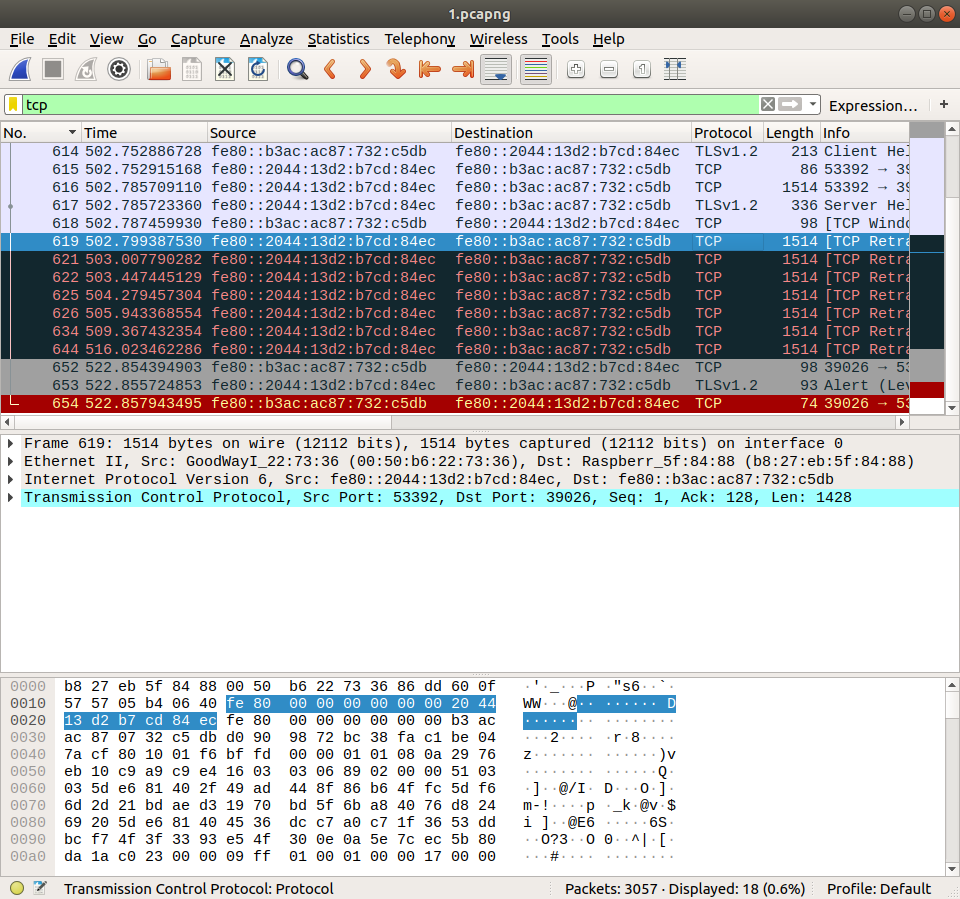 1.pcapng
File Edit View Go Capture Analyze Statistics Telephony Wireless Tools Help
tcp Expression… +
No. Time Source Destination Protocol Length Info
614 502.752886728 fe80::b3ac:ac87:732:c5db fe80::2044:13d2:b7cd:84ec TLSv1.2 213 Client Hel
615 502.752915168 fe80::2044:13d2:b7cd:84ec fe80::b3ac:ac87:732:c5db TCP 86 53392 → 39
616 502.785709110 fe80::2044:13d2:b7cd:84ec fe80::b3ac:ac87:732:c5db TCP 1514 53392 → 39
617 502.785723360 fe80::2044:13d2:b7cd:84ec fe80::b3ac:ac87:732:c5db TLSv1.2 336 Server Hel
618 502.787459930 fe80::b3ac:ac87:732:c5db fe80::2044:13d2:b7cd:84ec TCP 98 [TCP Windo
619 502.799387530 fe80::2044:13d2:b7cd:84ec fe80::b3ac:ac87:732:c5db TCP 1514 [TCP Retra
621 503.007790282 fe80::2044:13d2:b7cd:84ec fe80::b3ac:ac87:732:c5db TCP 1514 [TCP Retra
622 503.447445129 fe80::2044:13d2:b7cd:84ec fe80::b3ac:ac87:732:c5db TCP 1514 [TCP Retra
625 504.279457304 fe80::2044:13d2:b7cd:84ec fe80::b3ac:ac87:732:c5db TCP 1514 [TCP Retra
626 505.943368554 fe80::2044:13d2:b7cd:84ec fe80::b3ac:ac87:732:c5db TCP 1514 [TCP Retra
634 509.367432354 fe80::2044:13d2:b7cd:84ec fe80::b3ac:ac87:732:c5db TCP 1514 [TCP Retra
644 516.023462286 fe80::2044:13d2:b7cd:84ec fe80::b3ac:ac87:732:c5db TCP 1514 [TCP Retra
652 522.854394903 fe80::b3ac:ac87:732:c5db fe80::2044:13d2:b7cd:84ec TCP 98 39026 → 53
653 522.855724853 fe80::b3ac:ac87:732:c5db fe80::2044:13d2:b7cd:84ec TLSv1.2 93 Alert (Lev
654 522.857943495 fe80::b3ac:ac87:732:c5db fe80::2044:13d2:b7cd:84ec TCP 74 39026 → 53
Frame 619: 1514 bytes on wire (12112 bits), 1514 bytes captured (12112 bits) on interface 0
Ethernet II, Src: GoodWayI_22:73:36 (00:50:b6:22:73:36), Dst: Raspberr_5f:84:88 (b8:27:eb:5f:84:88)
Internet Protocol Version 6, Src: fe80::2044:13d2:b7cd:84ec, Dst: fe80::b3ac:ac87:732:c5db
Transmission Control Protocol, Src Port: 53392, Dst Port: 39026, Seq: 1, Ack: 128, Len: 1428
0000 b8 27 eb 5f 84 88 00 50 b6 22 73 36 86 dd 60 0f ·'·_···P ·"s6··`·
0010 57 57 05 b4 06 40 fe 80 00 00 00 00 00 00 20 44 WW···@·· ······ D
0020 13 d2 b7 cd 84 ec fe 80 00 00 00 00 00 00 b3 ac ········ ········
0030 ac 87 07 32 c5 db d0 90 98 72 bc 38 fa c1 be 04 ···2···· ·r·8····
0040 7a cf 80 10 01 f6 bf fd 00 00 01 01 08 0a 29 76 z······· ······)v
0050 eb 10 c9 a9 c9 e4 16 03 03 06 89 02 00 00 51 03 ········ ······Q·
0060 03 5d e6 81 40 2f 49 ad 44 8f 86 b6 4f fc 5d f6 ·]··@/I· D···O·]·
0070 6d 2d 21 bd ae d3 19 70 bd 5f 6b a8 40 76 d8 24 m-!····p ·_k·@v·$
0080 69 20 5d e6 81 40 45 36 dc c7 a0 c7 1f 36 53 dd i ]··@E6 ·····6S·
0090 bc f7 4f 3f 33 93 e5 4f 30 0e 0a 5e 7c ec 5b 80 ··O?3··O 0··^|·[·
00a0 da 1a c0 23 00 00 09 ff 01 00 01 00 00 17 00 00 ···#···· ········
Transmission Control Protocol: Protocol Packets: 3057 · Displayed: 18 (0.6%) Profile: Default